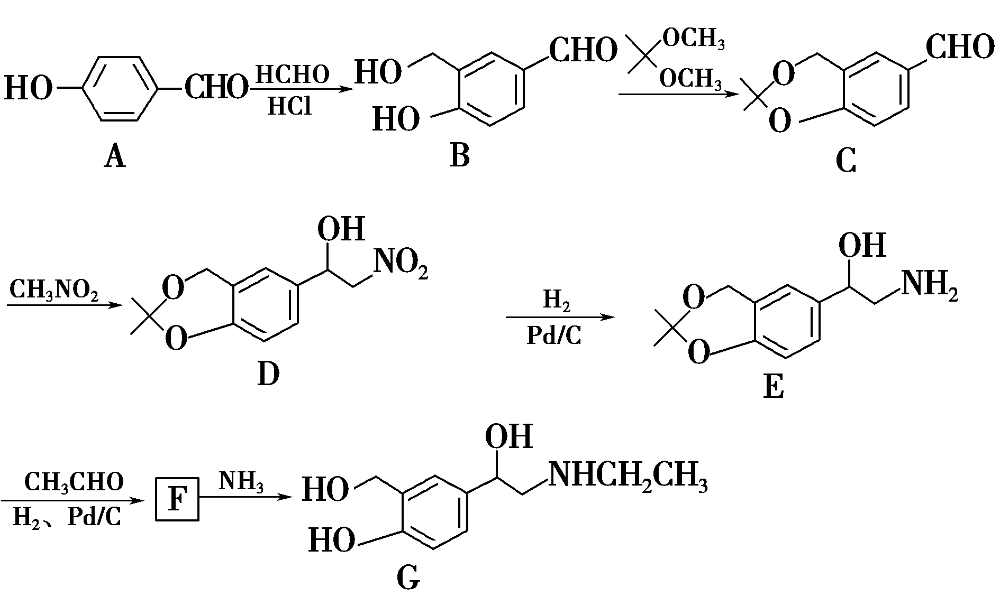 HO CHO HCHO HCl HO HO CHO OCH₃ OCH₃ O O CHO
A B C
CH₃NO₂ O O OH NO₂ H₂ Pd/C O O OH NH₂
D E
CH₃CHO H₂、Pd/C F NH₃ HO HO OH NHCH₂CH₃
G